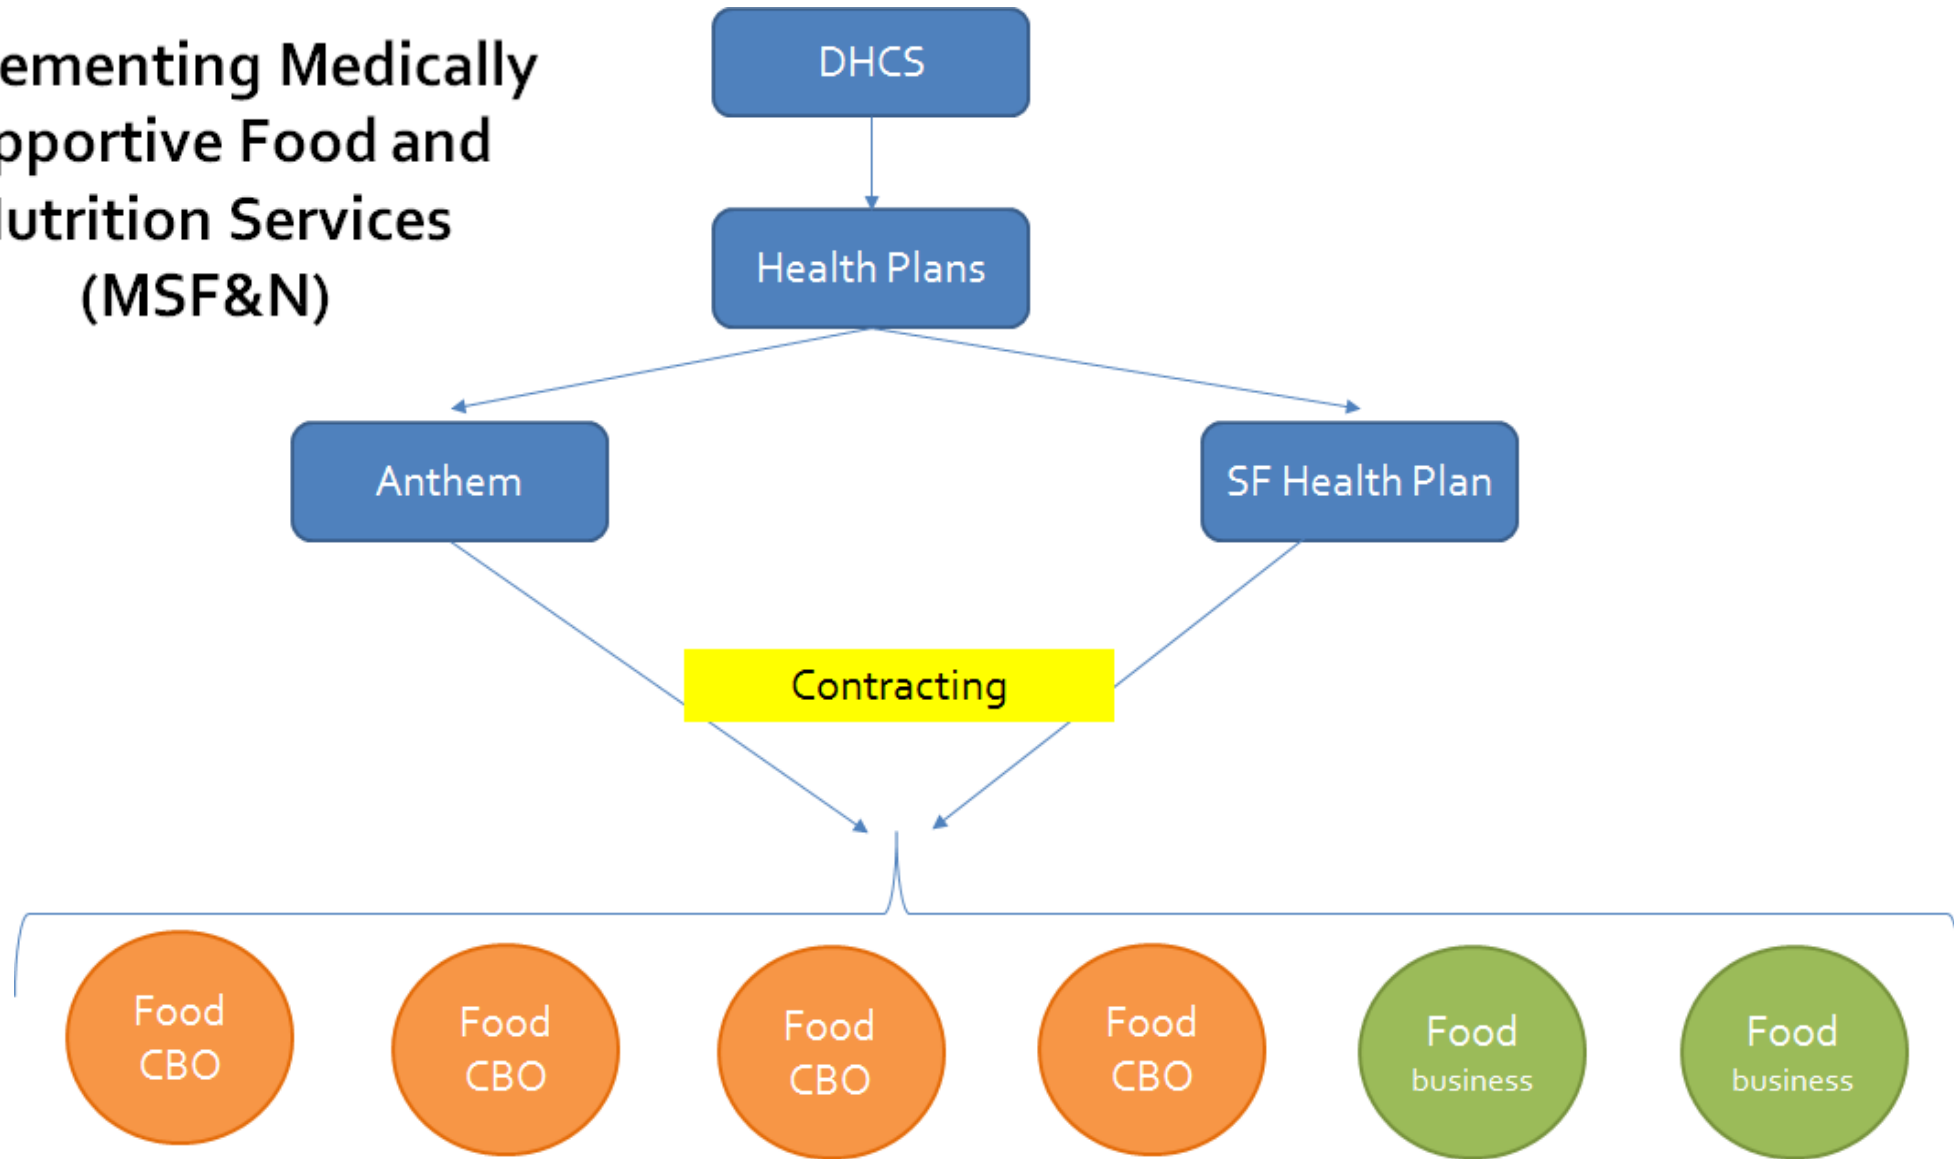 ementing Medically
pportive Food and
utrition Services
(MSF&N)
DHCS
Health Plans
Anthem
SF Health Plan
Contracting
Food
CBO
Food
CBO
Food
CBO
Food
CBO
Food
business
Food
business